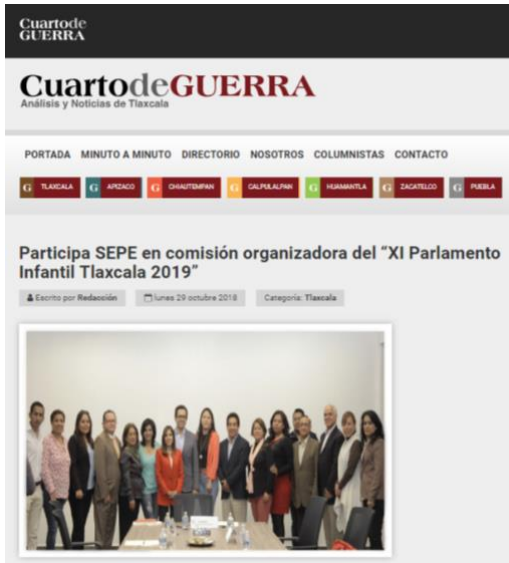 Cuartode
GUERRA
CuartodeGUERRA
Análisis y Noticias de Tlaxcala
PORTADA MINUTO A MINUTO DIRECTORIO NOSOTROS COLUMNISTAS CONTACTO
G TLAXCALA G APIZACO G CHIAUTEMPAN G CALPULALPAN G HUAMANTLA G ZACATELCO G PUEBLA
Participa SEPE en comisión organizadora del “XI Parlamento
Infantil Tlaxcala 2019”
Escrito por Redacción lunes 29 octubre 2018 Categoría: Tlaxcala